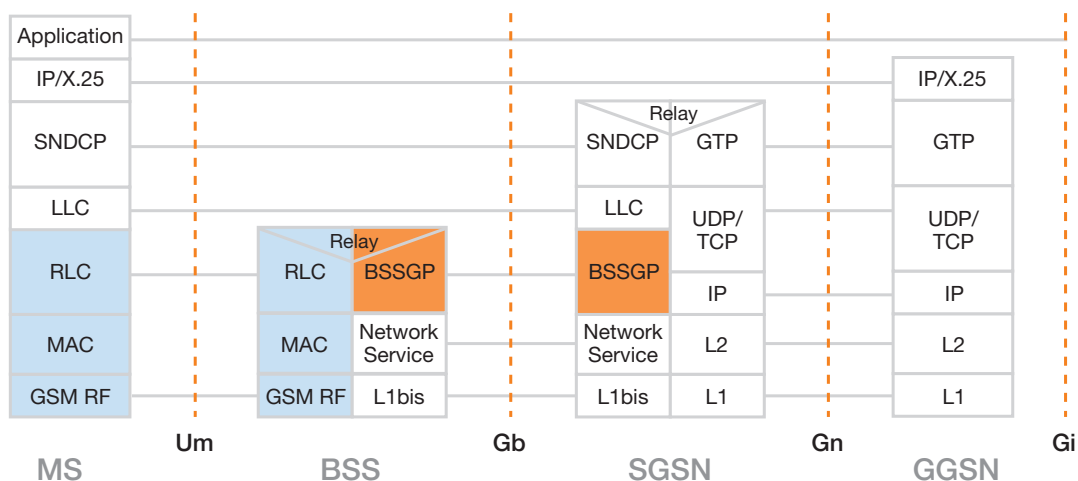 Application
IP/X.25
SNDCP
LLC
RLC
MAC
GSM RF
Relay
RLC
BSSGP
MAC
Network
Service
GSM RF
L1bis
Relay
SNDCP
GTP
LLC
UDP/
TCP
BSSGP
IP
Network
Service
L2
L1bis
L1
IP/X.25
GTP
UDP/
TCP
IP
L2
L1
Um
Gb
Gn
Gi
MS
BSS
SGSN
GGSN